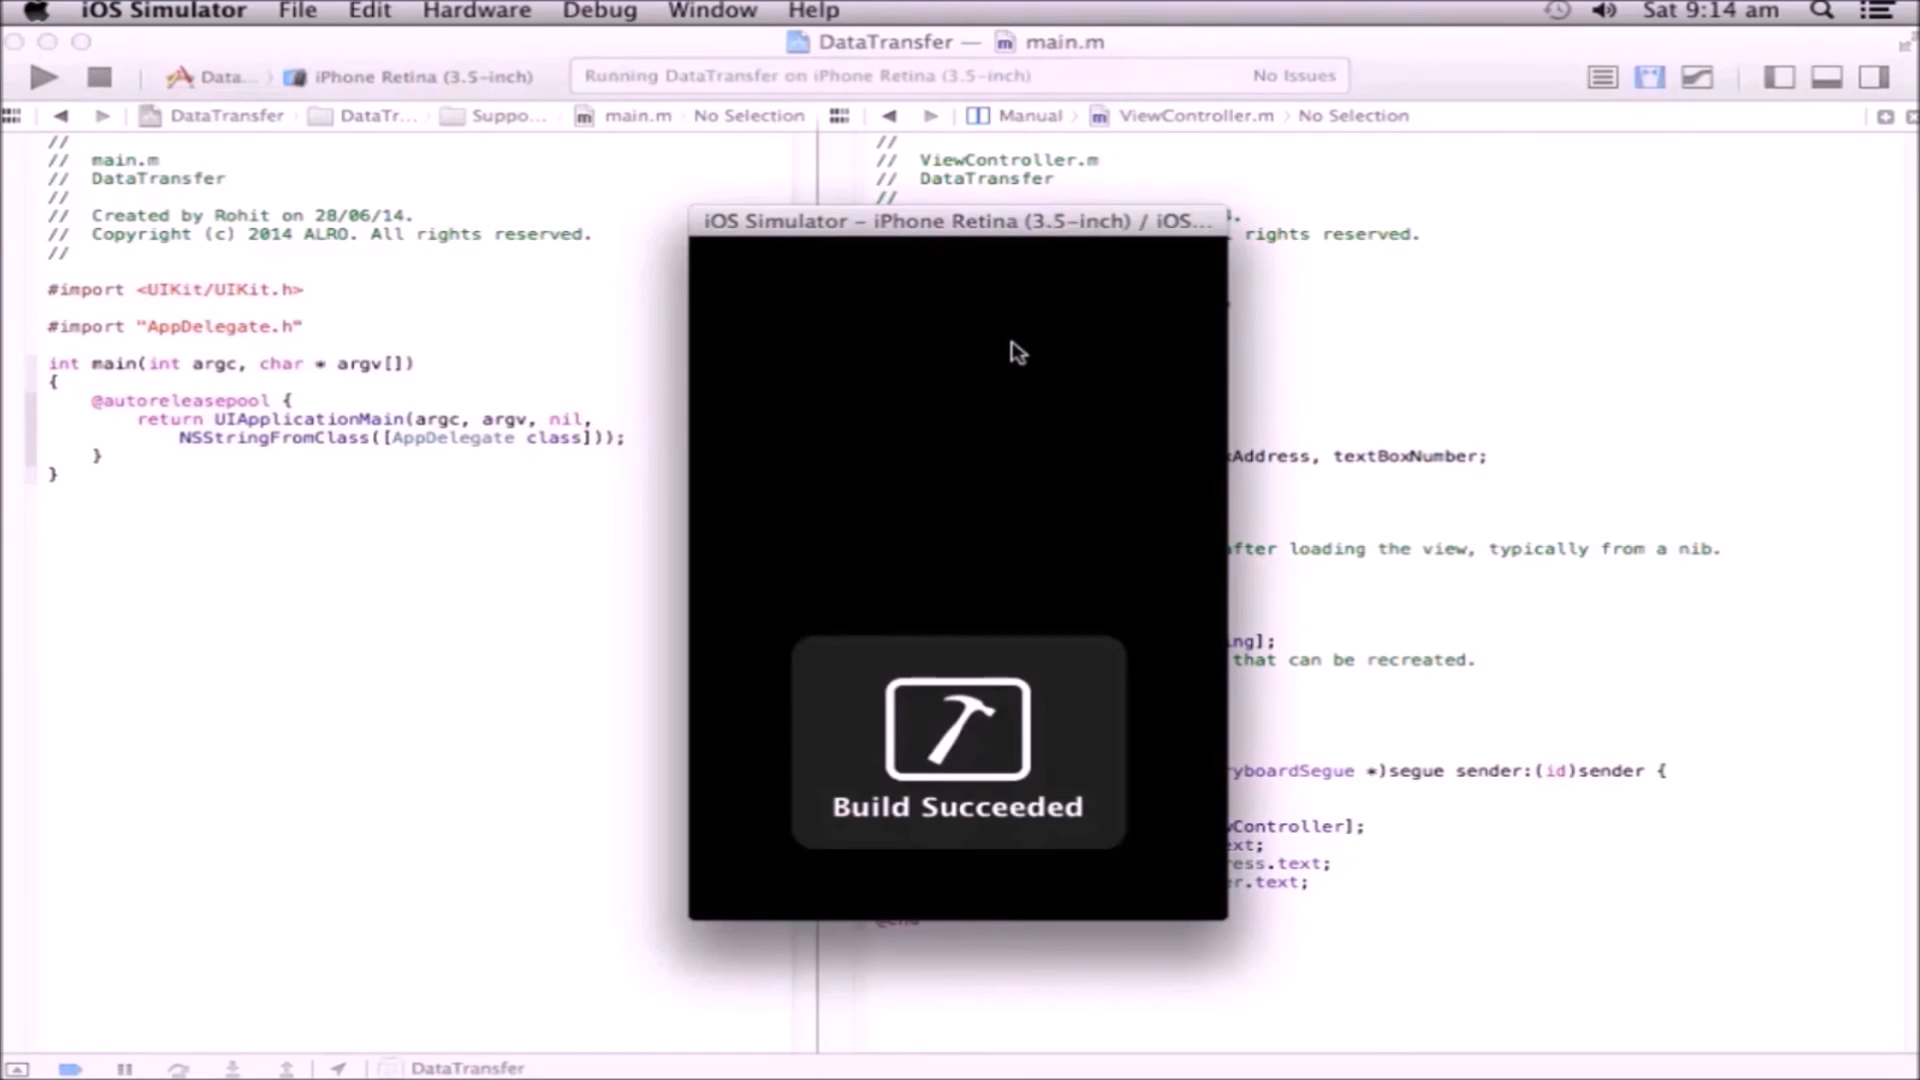 iOS Simulator File Edit Hardware Debug Window Help Sat 9:14 am
DataTransfer — main.m
Data... iPhone Retina (3.5-inch) Running DataTransfer on iPhone Retina (3.5-inch) No Issues
DataTransfer DataTr... Suppo... main.m No Selection
Manual ViewController.m No Selection
//
// main.m
// DataTransfer
//
// Created by Rohit on 28/06/14.
// Copyright (c) 2014 ALRO. All rights reserved.
//
#import <UIKit/UIKit.h>
#import "AppDelegate.h"
int main(int argc, char * argv[])
{
@autoreleasepool {
return UIApplicationMain(argc, argv, nil,
NSStringFromClass([AppDelegate class]));
}
}
//
// ViewController.m
// DataTransfer
//
rights reserved.
Address, textBoxNumber;
after loading the view, typically from a nib.
ng];
that can be recreated.
ryboardSegue *)segue sender:(id)sender {
Controller];
ext;
ress.text;
r.text;
@end
iOS Simulator – iPhone Retina (3.5-inch) / iOS...
Build Succeeded
DataTransfer